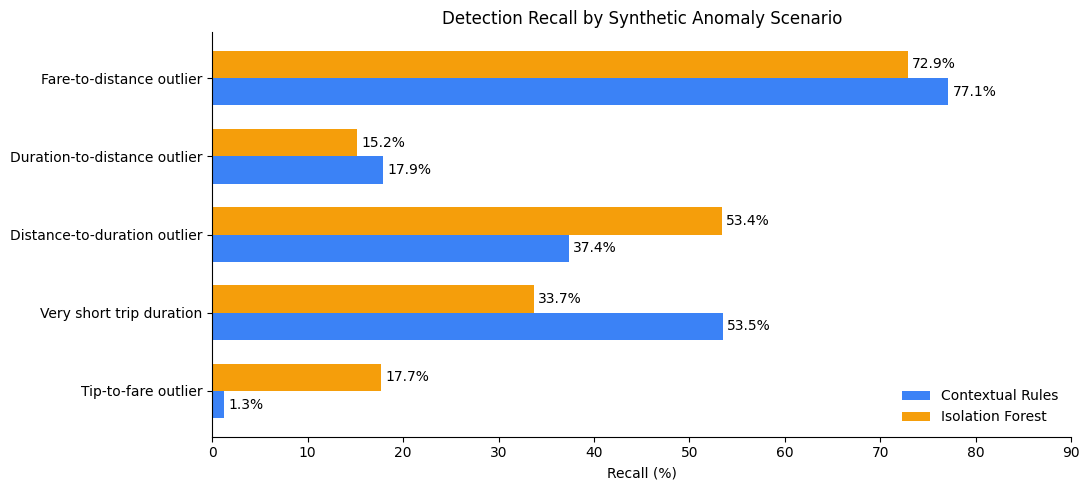 Detection Recall by Synthetic Anomaly Scenario
Fare-to-distance outlier
72.9%
77.1%
Duration-to-distance outlier
15.2%
17.9%
Distance-to-duration outlier
53.4%
37.4%
Very short trip duration
33.7%
53.5%
Tip-to-fare outlier
17.7%
1.3%
Contextual Rules
Isolation Forest
0 10 20 30 40 50 60 70 80 90
Recall (%)